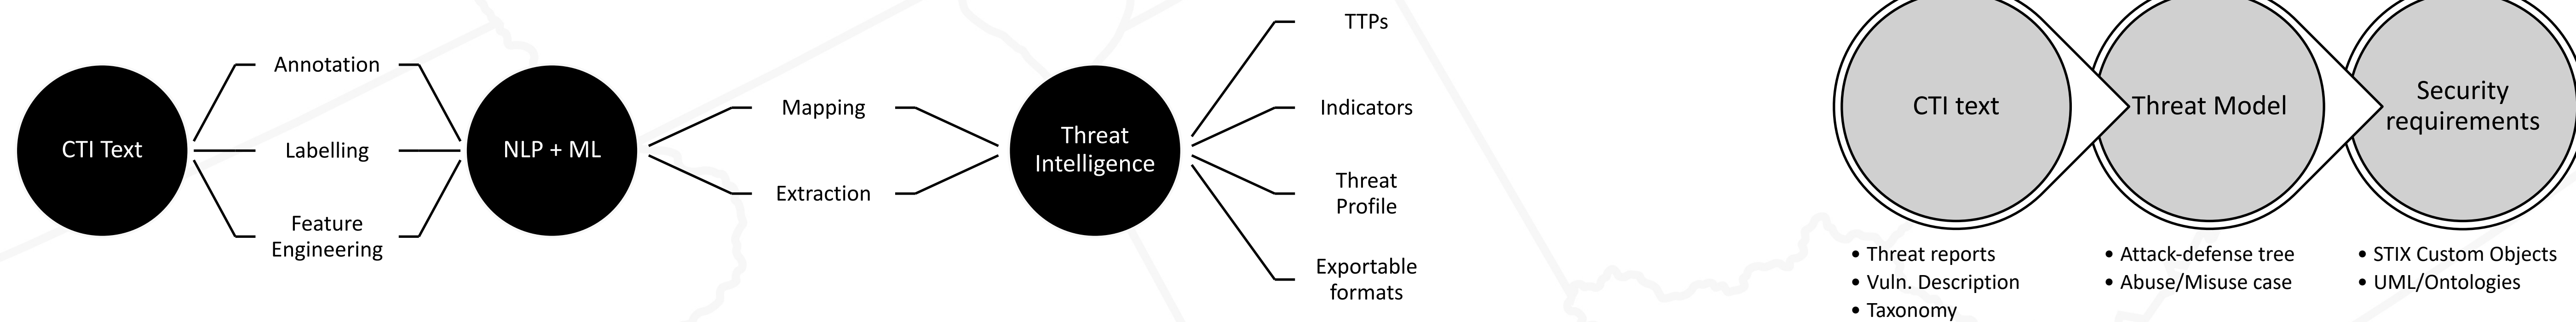 CTI Text
Annotation
Labelling
Feature
Engineering
NLP + ML
Mapping
Extraction
Threat
Intelligence
TTPs
Indicators
Threat
Profile
Exportable
formats
CTI text
• Threat reports
• Vuln. Description
• Taxonomy
Threat Model
• Attack-defense tree
• Abuse/Misuse case
Security
requirements
• STIX Custom Objects
• UML/Ontologies